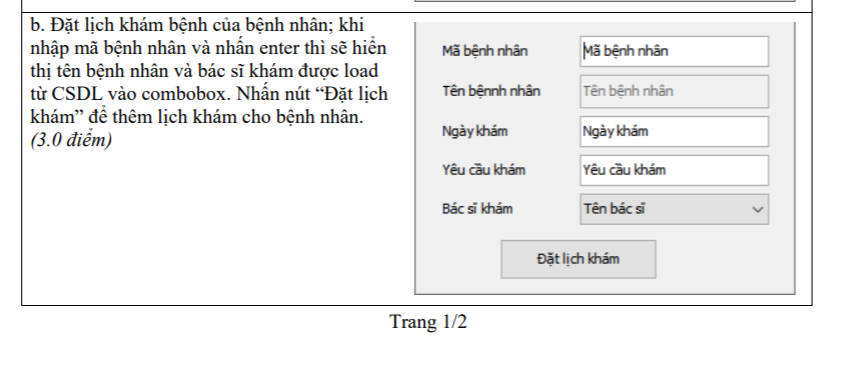 b. Đặt lịch khám bệnh của bệnh nhân; khi
nhập mã bệnh nhân và nhấn enter thì sẽ hiển
thị tên bệnh nhân và bác sĩ khám được load
từ CSDL vào combobox. Nhấn nút “Đặt lịch
khám” để thêm lịch khám cho bệnh nhân.
(3.0 điểm)
Mã bệnh nhân
Mã bệnh nhân
Tên bệnnh nhân
Tên bệnh nhân
Ngày khám
Ngày khám
Yêu cầu khám
Yêu cầu khám
Bác sĩ khám
Tên bác sĩ
Đặt lịch khám
Trang 1/2